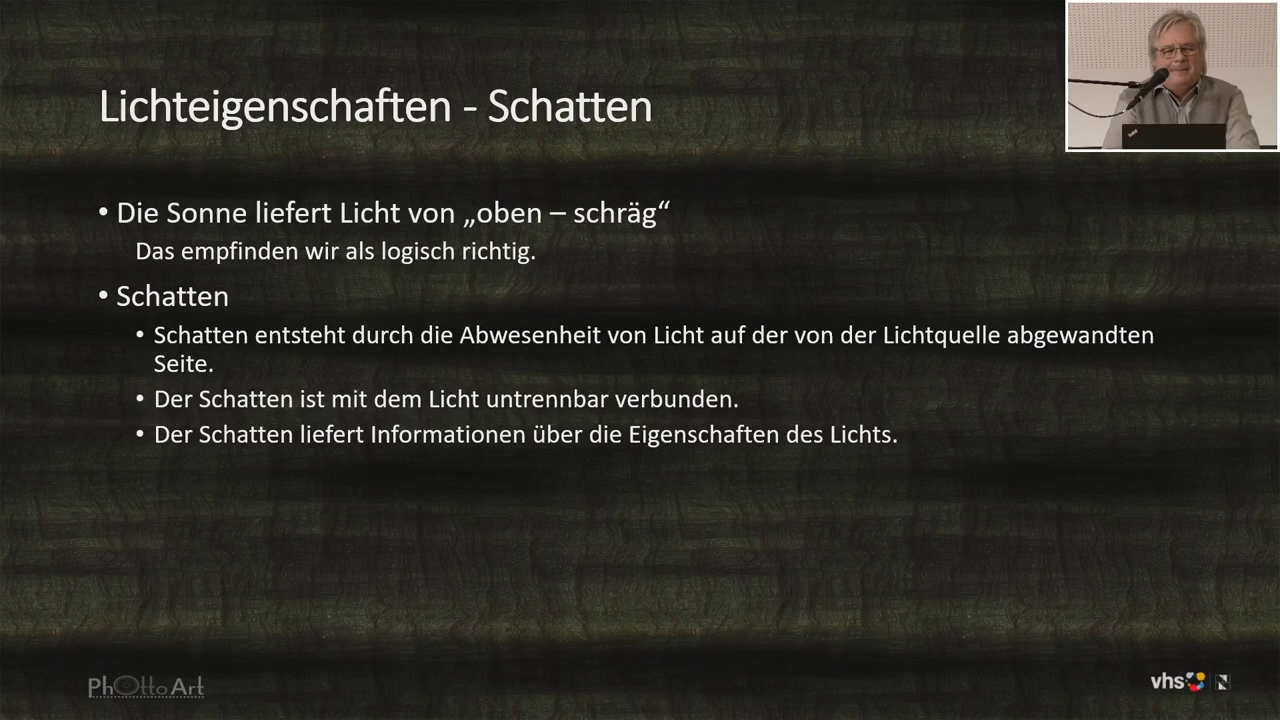 Lichteigenschaften - Schatten
• Die Sonne liefert Licht von „oben – schräg“
Das empfinden wir als logisch richtig.
• Schatten
• Schatten entsteht durch die Abwesenheit von Licht auf der von der Lichtquelle abgewandten
Seite.
• Der Schatten ist mit dem Licht untrennbar verbunden.
• Der Schatten liefert Informationen über die Eigenschaften des Lichts.
PhOttoArt
vhs